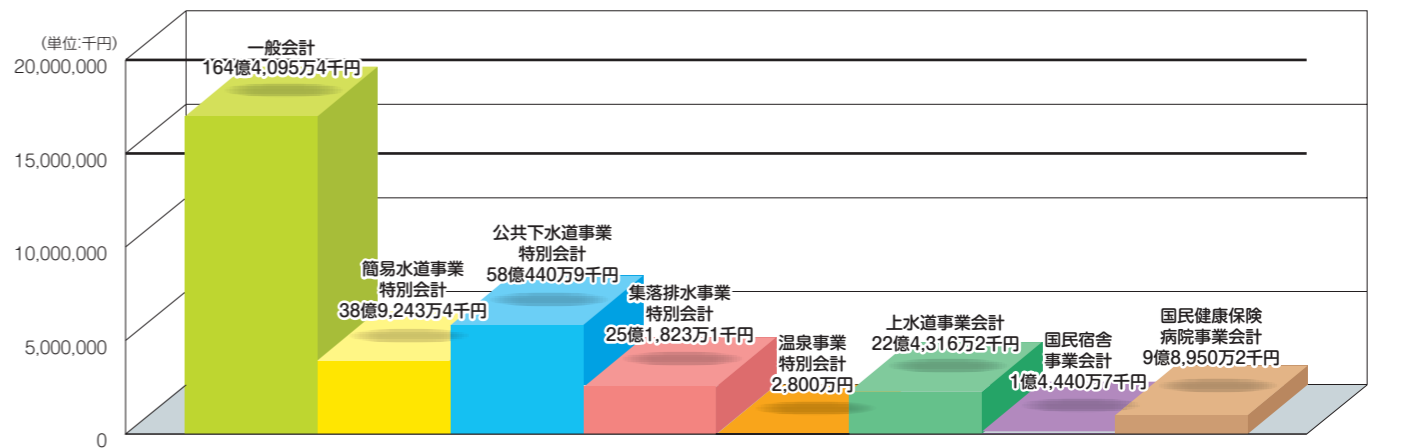 (単位:千円)
20,000,000
15,000,000
10,000,000
5,000,000
0
一般会計
164億4,095万4千円
簡易水道事業
特別会計
38億9,243万4千円
公共下水道事業
特別会計
58億440万9千円
集落排水事業
特別会計
25億1,823万1千円
温泉事業
特別会計
2,800万円
上水道事業会計
22億4,316万2千円
国民宿舎
事業会計
1億4,440万7千円
国民健康保険
病院事業会計
9億8,950万2千円